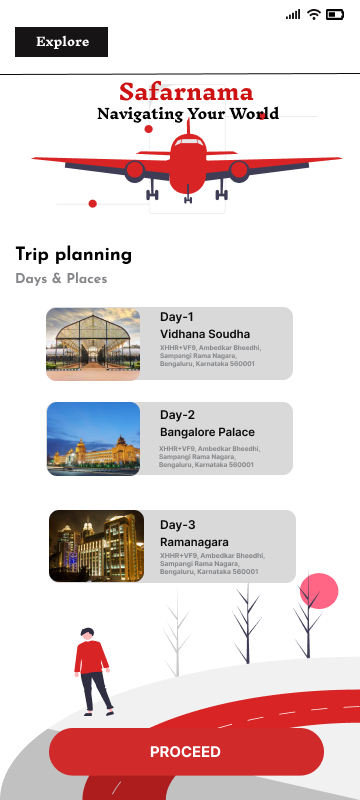 Explore
Safarnama
Navigating Your World
Trip planning
Days & Places
Day-1
Vidhana Soudha
XHHR+VF9, Ambedkar Bheedhi,
Sampangi Rama Nagara,
Bengaluru, Karnataka 560001
Day-2
Bangalore Palace
XHHR+VF9, Ambedkar Bheedhi,
Sampangi Rama Nagara,
Bengaluru, Karnataka 560001
Day-3
Ramanagara
XHHR+VF9, Ambedkar Bheedhi,
Sampangi Rama Nagara,
Bengaluru, Karnataka 560001
PROCEED